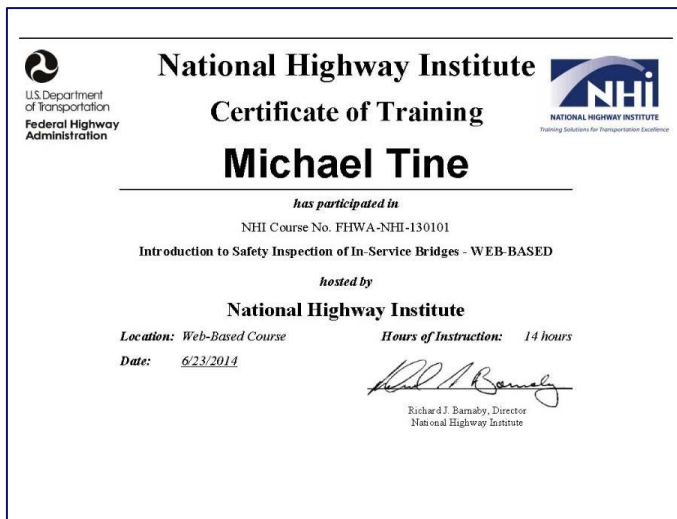 U.S. Department
of Transportation
Federal Highway
Administration
National Highway Institute
Certificate of Training
NHi
NATIONAL HIGHWAY INSTITUTE
Training Solutions for Transportation Excellence
Michael Tine
has participated in
NHI Course No. FHWA-NHI-130101
Introduction to Safety Inspection of In-Service Bridges - WEB-BASED
hosted by
National Highway Institute
Location: Web-Based Course Hours of Instruction: 14 hours
Date: 6/23/2014
Richard J. Barnaby, Director
National Highway Institute